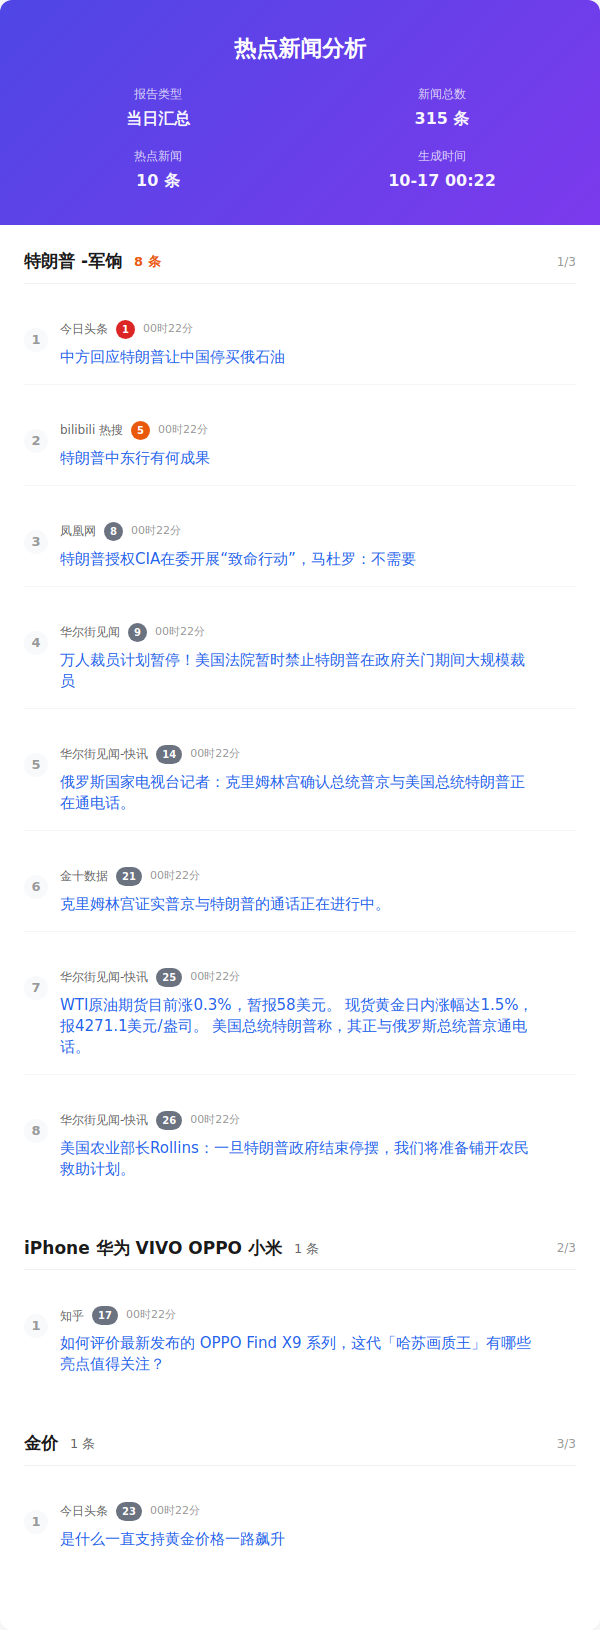 热点新闻分析
报告类型
当日汇总
新闻总数
315 条
热点新闻
10 条
生成时间
10-17 00:22
特朗普 -军饷 8 条 1/3
1 今日头条 1 00时22分
中方回应特朗普让中国停买俄石油
2 bilibili 热搜 5 00时22分
特朗普中东行有何成果
3 凤凰网 8 00时22分
特朗普授权CIA在委开展“致命行动”，马杜罗：不需要
4 华尔街见闻 9 00时22分
万人裁员计划暂停！美国法院暂时禁止特朗普在政府关门期间大规模裁
员
5 华尔街见闻-快讯 14 00时22分
俄罗斯国家电视台记者：克里姆林宫确认总统普京与美国总统特朗普正
在通电话。
6 金十数据 21 00时22分
克里姆林宫证实普京与特朗普的通话正在进行中。
7 华尔街见闻-快讯 25 00时22分
WTI原油期货日前涨0.3%，暂报58美元。 现货黄金日内涨幅达1.5%，
报4271.1美元/盎司。 美国总统特朗普称，其正与俄罗斯总统普京通电
话。
8 华尔街见闻-快讯 26 00时22分
美国农业部长Rollins：一旦特朗普政府结束停摆，我们将准备铺开农民
救助计划。
iPhone 华为 VIVO OPPO 小米 1 条 2/3
1 知乎 17 00时22分
如何评价最新发布的 OPPO Find X9 系列，这代「哈苏画质王」有哪些
亮点值得关注？
金价 1 条 3/3
1 今日头条 23 00时22分
是什么一直支持黄金价格一路飙升